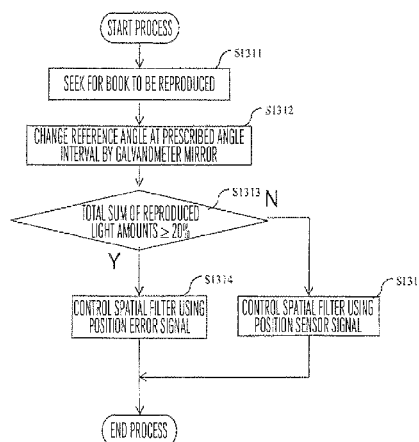 START PROCESS
S1311
SEEK FOR BOOK TO BE REPRODUCED
S1312
CHANGE REFERENCE ANGLE AT PRESCRIBED ANGLE
INTERVAL BY GALVANOMETER MIRROR
S1313
TOTAL SUM OF REPRODUCED
LIGHT AMOUNTS ≥ 20%
N
Y
S1314
CONTROL SPATIAL FILTER USING
POSITION ERROR SIGNAL
S131
CONTROL SPATIAL FILTER USING
POSITION SENSOR SIGNAL
END PROCESS